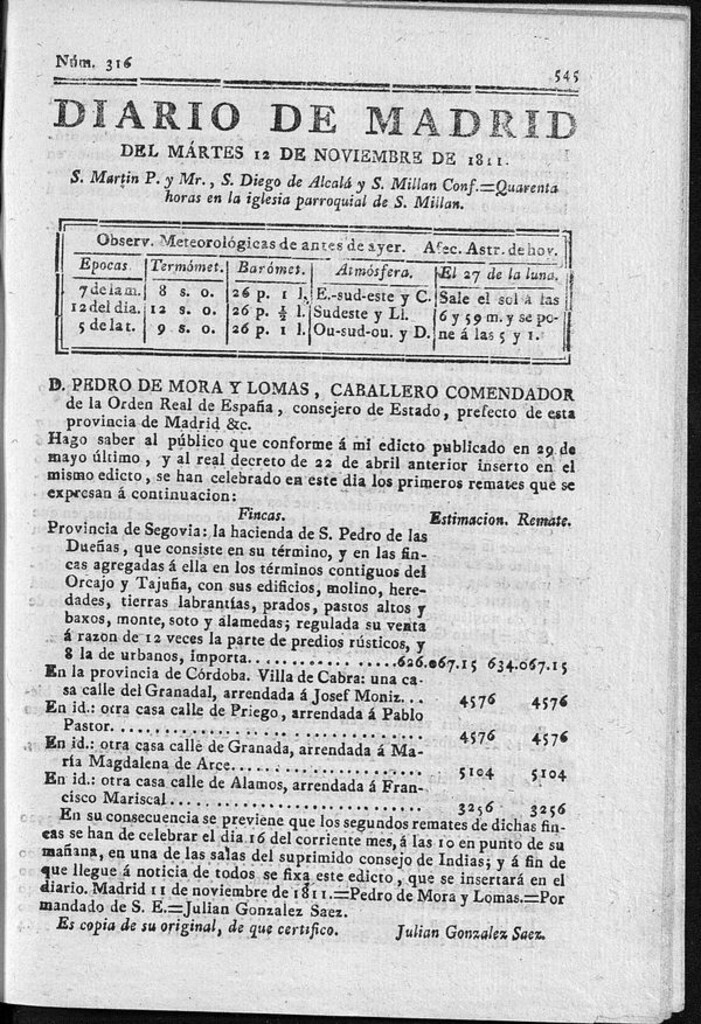 Núm. 316
545
DIARIO DE MADRID
DEL MÁRTES 12 DE NOVIEMBRE DE 1811.
S. Martin P. y Mr., S. Diego de Alcalá y S. Millan Conf.=Quarenta
horas en la iglesia parroquial de S. Millan.
Observ. Meteorológicas de antes de ayer. Afec. Astr. de hoy.
Epocas. Termómet. Barómet. Atmósfera. El 27 de la luna.
7 de la m. 8 s. o. 26 p. 1 l. E.-sud-este y C. Sale el sol á las
12 del dia. 12 s. o. 26 p. ½ l. Sudeste y Ll. 6 y 59 m. y se po-
5 de la t. 9 s. o. 26 p. 1 l. Ou-sud-ou. y D. ne á las 5 y 1.
D. PEDRO DE MORA Y LOMAS, CABALLERO COMENDADOR
de la Orden Real de España, consejero de Estado, prefecto de esta
provincia de Madrid &c.
Hago saber al público que conforme á mi edicto publicado en 29 de
mayo último, y al real decreto de 22 de abril anterior inserto en el
mismo edicto, se han celebrado en este dia los primeros remates que se
expresan á continuacion:
Fincas. Estimacion. Remate.
Provincia de Segovia: la hacienda de S. Pedro de las
Dueñas, que consiste en su término, y en las fin-
cas agregadas á ella en los términos contiguos del
Orcajo y Tajuña, con sus edificios, molino, here-
dades, tierras labrantías, prados, pastos altos y
baxos, monte, soto y alamedas; regulada su venta
á razon de 12 veces la parte de predios rústicos, y
8 la de urbanos, importa.................626.067.15 634.067.15
En la provincia de Córdoba. Villa de Cabra: una ca-
sa calle del Granadal, arrendada á Josef Moniz... 4576 4576
En id.: otra casa calle de Priego, arrendada á Pablo
Pastor................................ 4576 4576
En id.: otra casa calle de Granada, arrendada á Ma-
ría Magdalena de Arce.................... 5104 5104
En id.: otra casa calle de Alamos, arrendada á Fran-
cisco Mariscal.......................... 3256 3256
En su consecuencia se previene que los segundos remates de dichas fin-
cas se han de celebrar el dia 16 del corriente mes, á las 10 en punto de su
mañana, en una de las salas del suprimido consejo de Indias; y á fin de
que llegue á noticia de todos se fixa este edicto, que se insertará en el
diario. Madrid 11 de noviembre de 1811.=Pedro de Mora y Lomas.=Por
mandado de S. E.=Julian Gonzalez Saez.
Es copia de su original, de que certifico. Julian Gonzalez Saez.